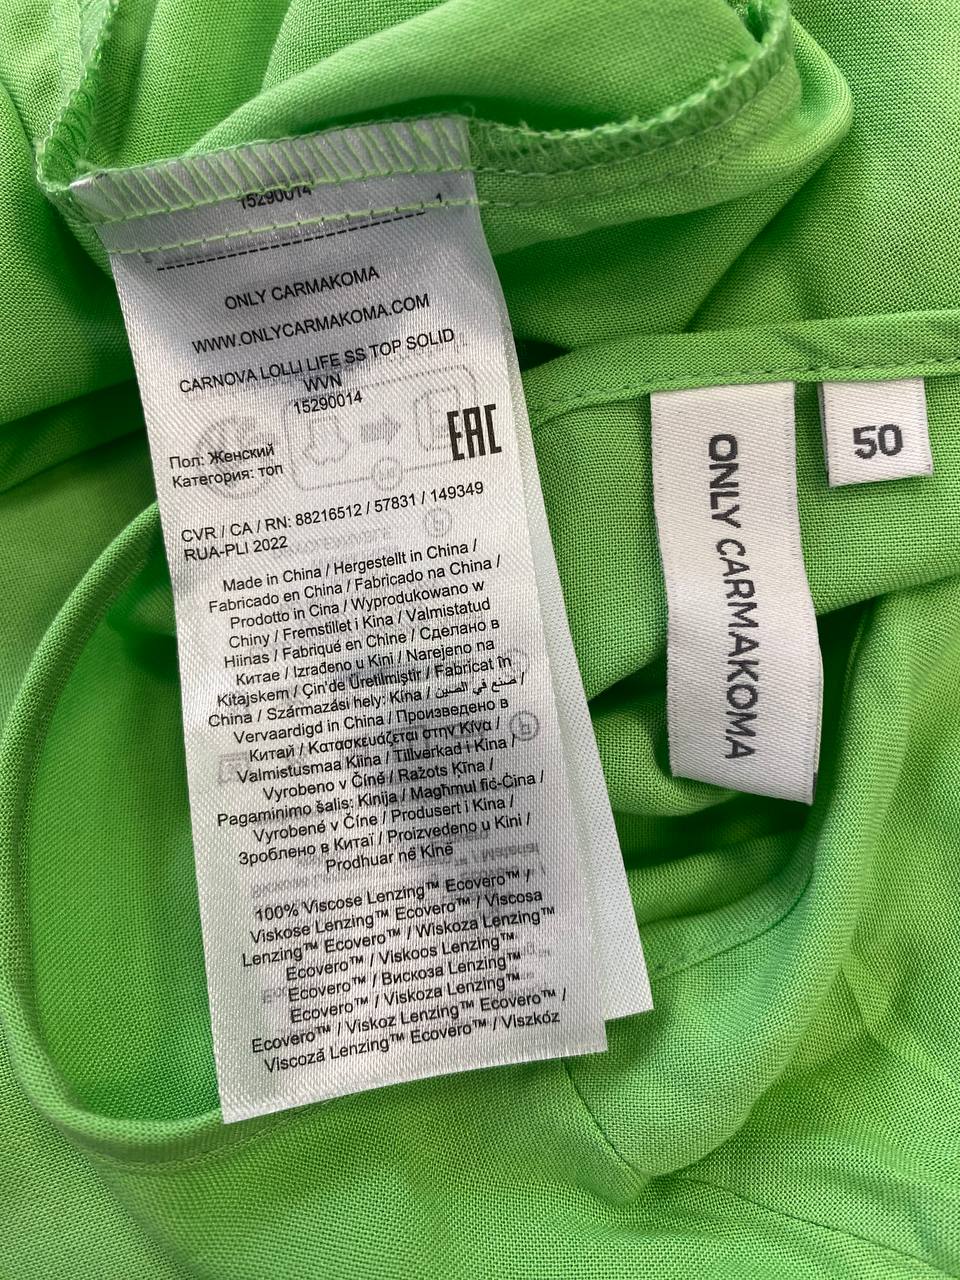 15290014
1
ONLY CARMAKOMA
WWW.ONLYCARMAKOMA.COM
CARNOVA LOLLI LIFE SS TOP SOLID
WVN
15290014
EAC
Пол: Женский
Категория: топ
CVR / CA / RN: 88216512 / 57831 / 149349
RUA-PLI 2022
Made in China / Hergestellt in China /
Fabricado en China / Fabricado na China /
Prodotto in Cina / Wyprodukowano w
Chiny / Fremstillet i Kina / Valmistatud
Hiinas / Fabriqué en Chine / Сделано в
Китае / Izrađeno u Kini / Narejeno na
Kitajskem / Çin'de Üretilmiştir / Fabricat în
China / Származási hely: Kína / صنع في الصين /
Vervaardigd in China / Произведено в
Китай / Κατασκευάζεται στην Κίνα /
Valmistusmaa Kiina / Tillverkad i Kina /
Vyrobeno v Číně / Ražots Ķīna /
Pagaminimo šalis: Kinija / Magħmul fiċ-Ċina /
Vyrobené v Číne / Produsert i Kina /
Зроблено в Китаї / Proizvedeno u Kini /
Prodhuar në Kinë
100% Viscose Lenzing™ Ecovero™ /
Viskose Lenzing™ Ecovero™ / Viscosa
Lenzing™ Ecovero™ / Wiskoza Lenzing™
Ecovero™ / Viskoos Lenzing™
Ecovero™ / Вискоза Lenzing™
Ecovero™ / Viskoza Lenzing™
Ecovero™ / Viskoz Lenzing™ Ecovero™ /
Viscoză Lenzing™ Ecovero™ / Viszkóz
ONLY CARMAKOMA
50